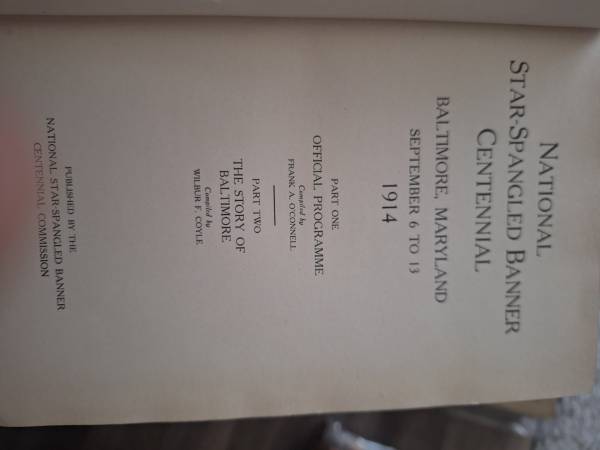 NATIONAL
STAR-SPANGLED BANNER
CENTENNIAL
BALTIMORE, MARYLAND
SEPTEMBER 6 TO 13
1914
PART ONE
OFFICIAL PROGRAMME
Compiled by
FRANK A. O'CONNELL
PART TWO
THE STORY OF
BALTIMORE
Compiled by
WILBUR F. COYLE
PUBLISHED BY THE
NATIONAL STAR-SPANGLED BANNER
CENTENNIAL COMMISSION